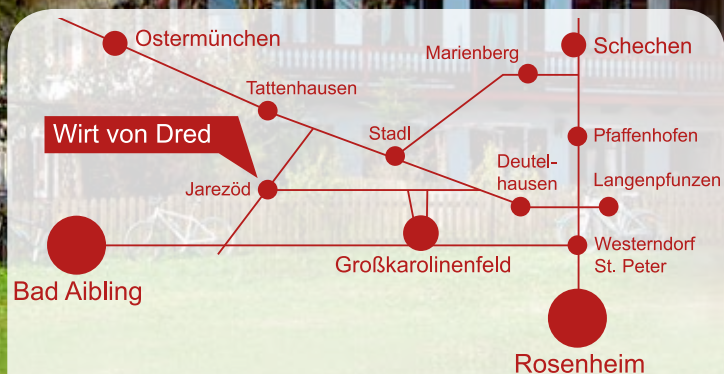 Ostermünchen
Schechen
Marienberg
Tattenhausen
Wirt von Dred
Stadl
Pfaffenhofen
Deutel-
hausen
Langenpfunzen
Jarezöd
Westerndorf
St. Peter
Großkarolinenfeld
Bad Aibling
Rosenheim